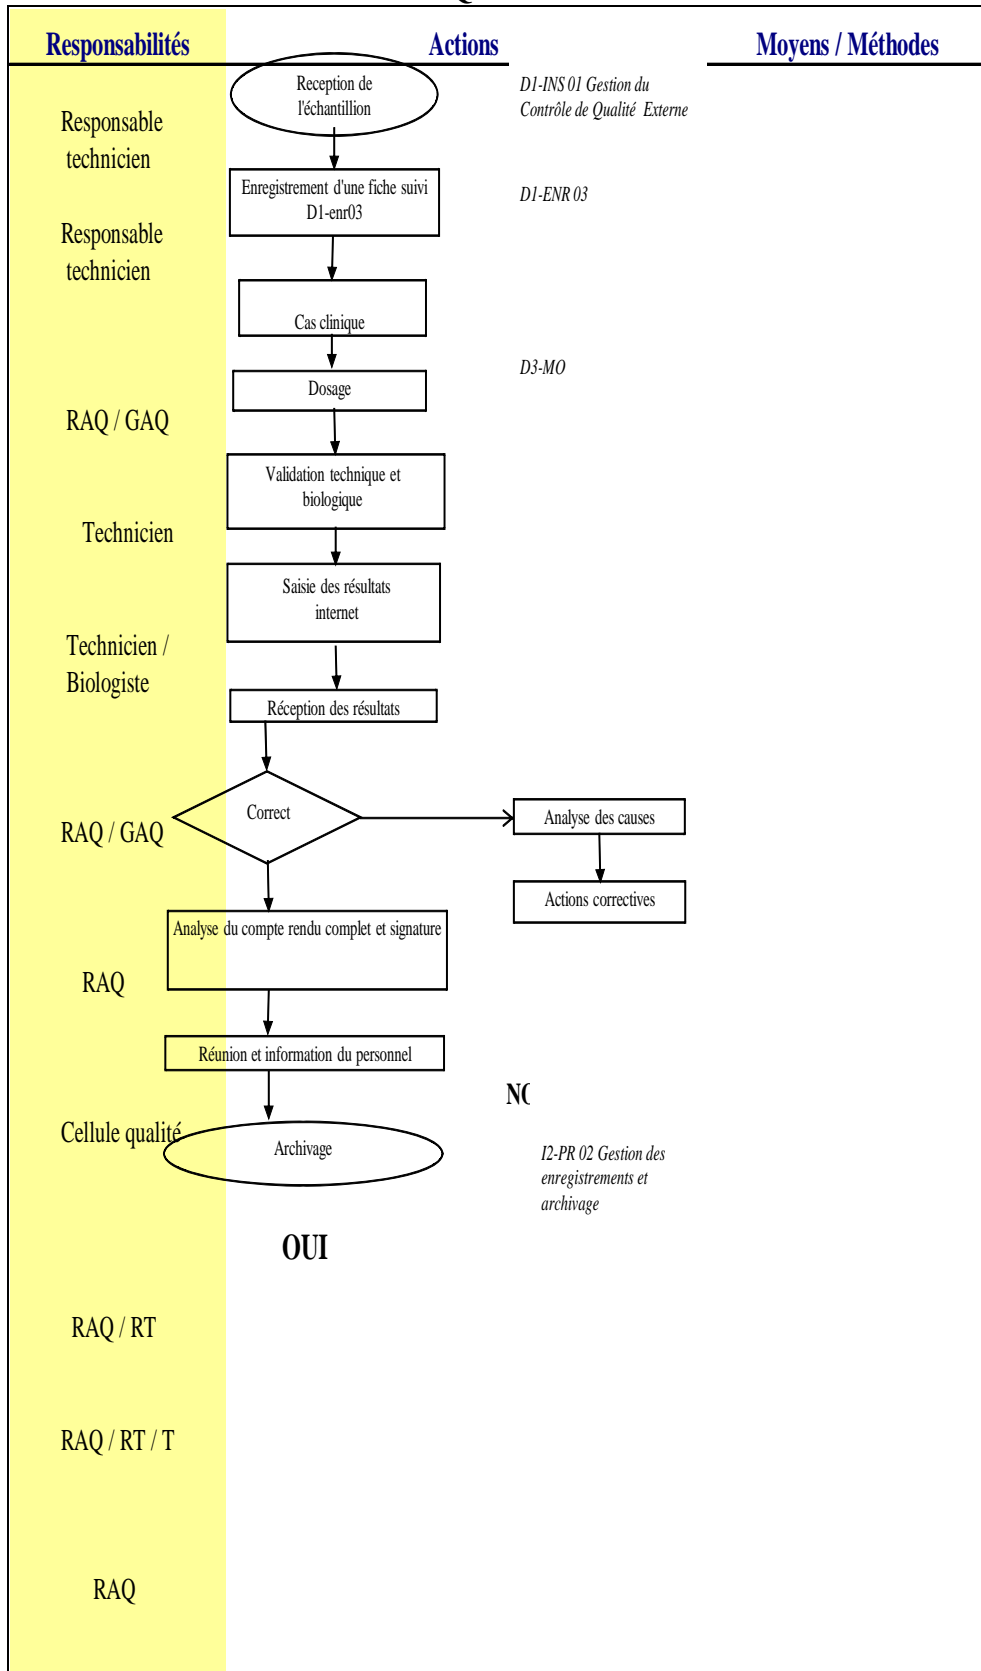 Responsabilités Actions Moyens / Méthodes
Reception de
l'échantillion
D1-INS 01 Gestion du
Contrôle de Qualité Externe
Responsable
technicien
Enregistrement d'une fiche suivi
D1-enr03
D1-ENR 03
Responsable
technicien
Cas clinique
D3-MO
Dosage
RAQ / GAQ
Validation technique et
biologique
Technicien
Saisie des résultats
internet
Technicien /
Biologiste
Réception des résultats
Correct
RAQ / GAQ
Analyse des causes
Actions correctives
Analyse du compte rendu complet et signature
RAQ
Réunion et information du personnel
Cellule qualité
Archivage
I2-PR 02 Gestion des
enregistrements et
archivage
OUI
RAQ / RT
RAQ / RT / T
RAQ